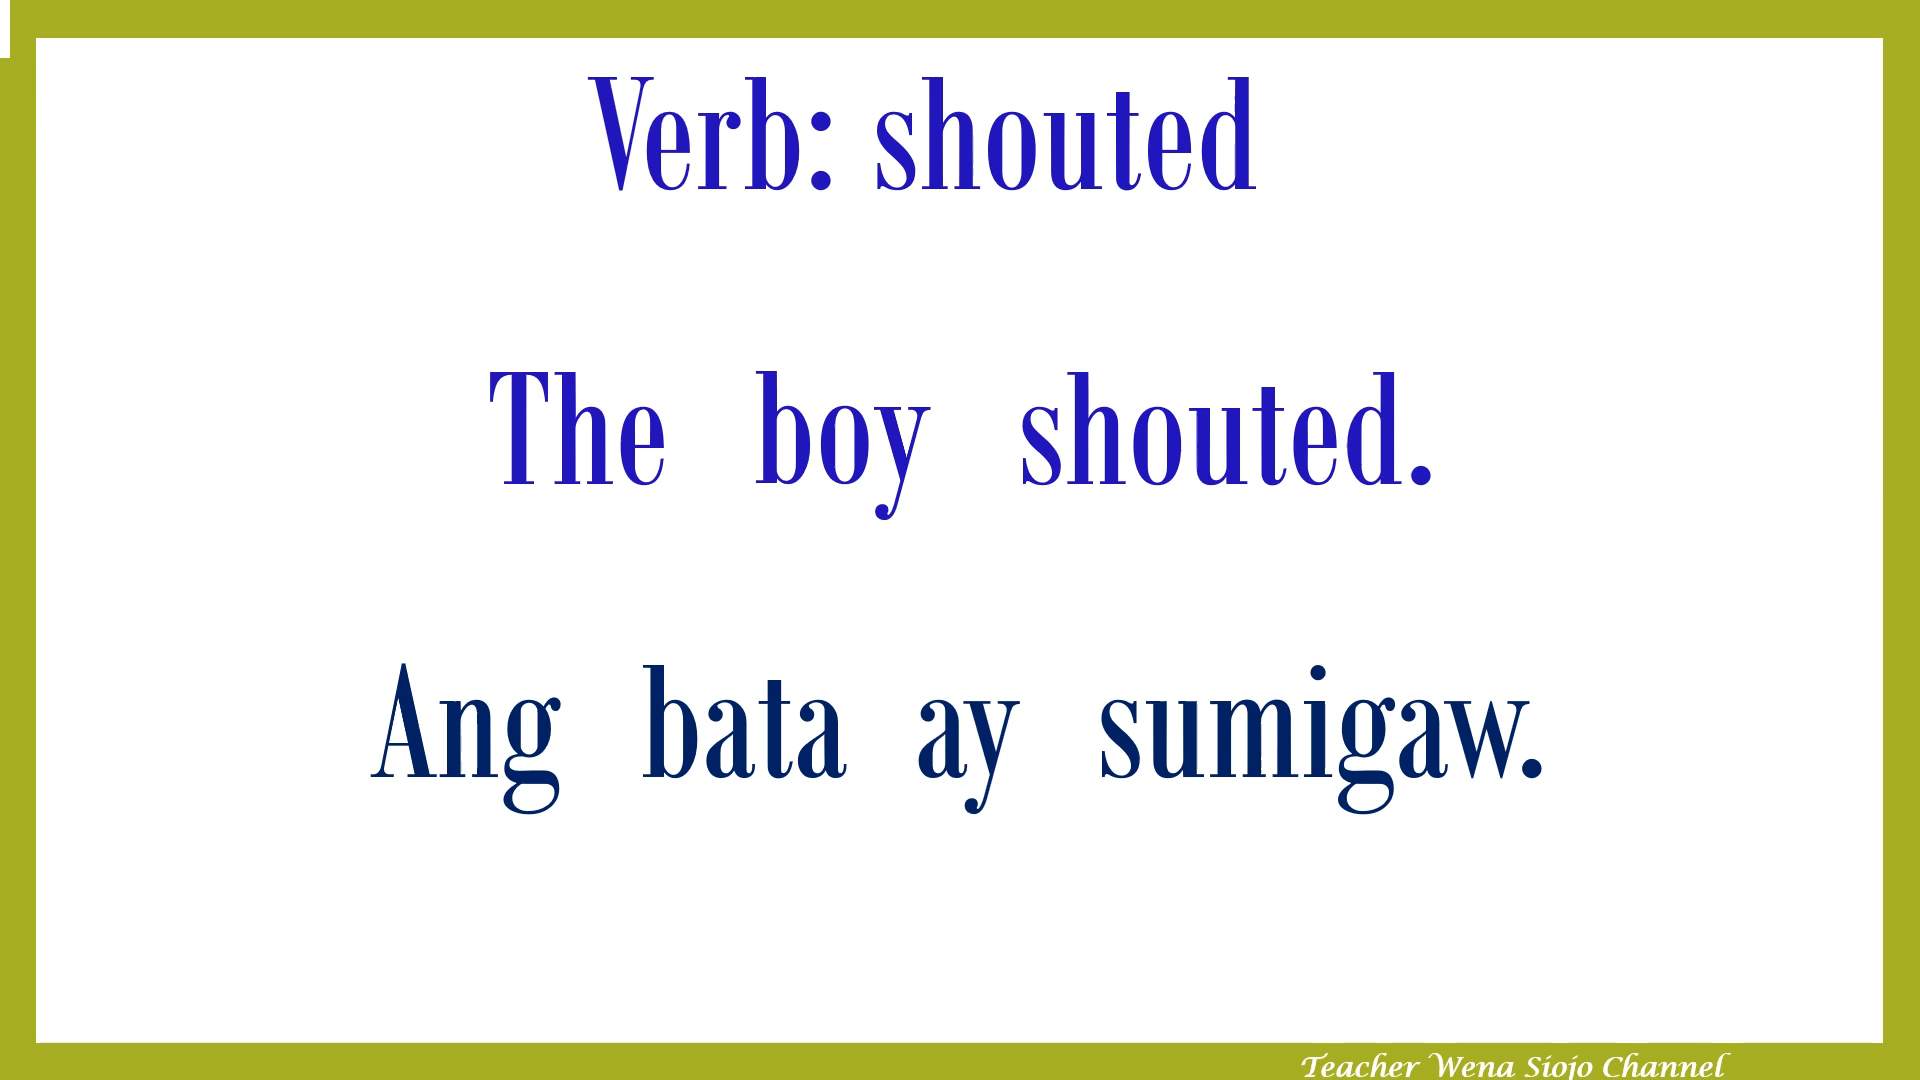 Verb: shouted
The boy shouted.
Ang bata ay sumigaw.
Teacher Wena Siojo Channel